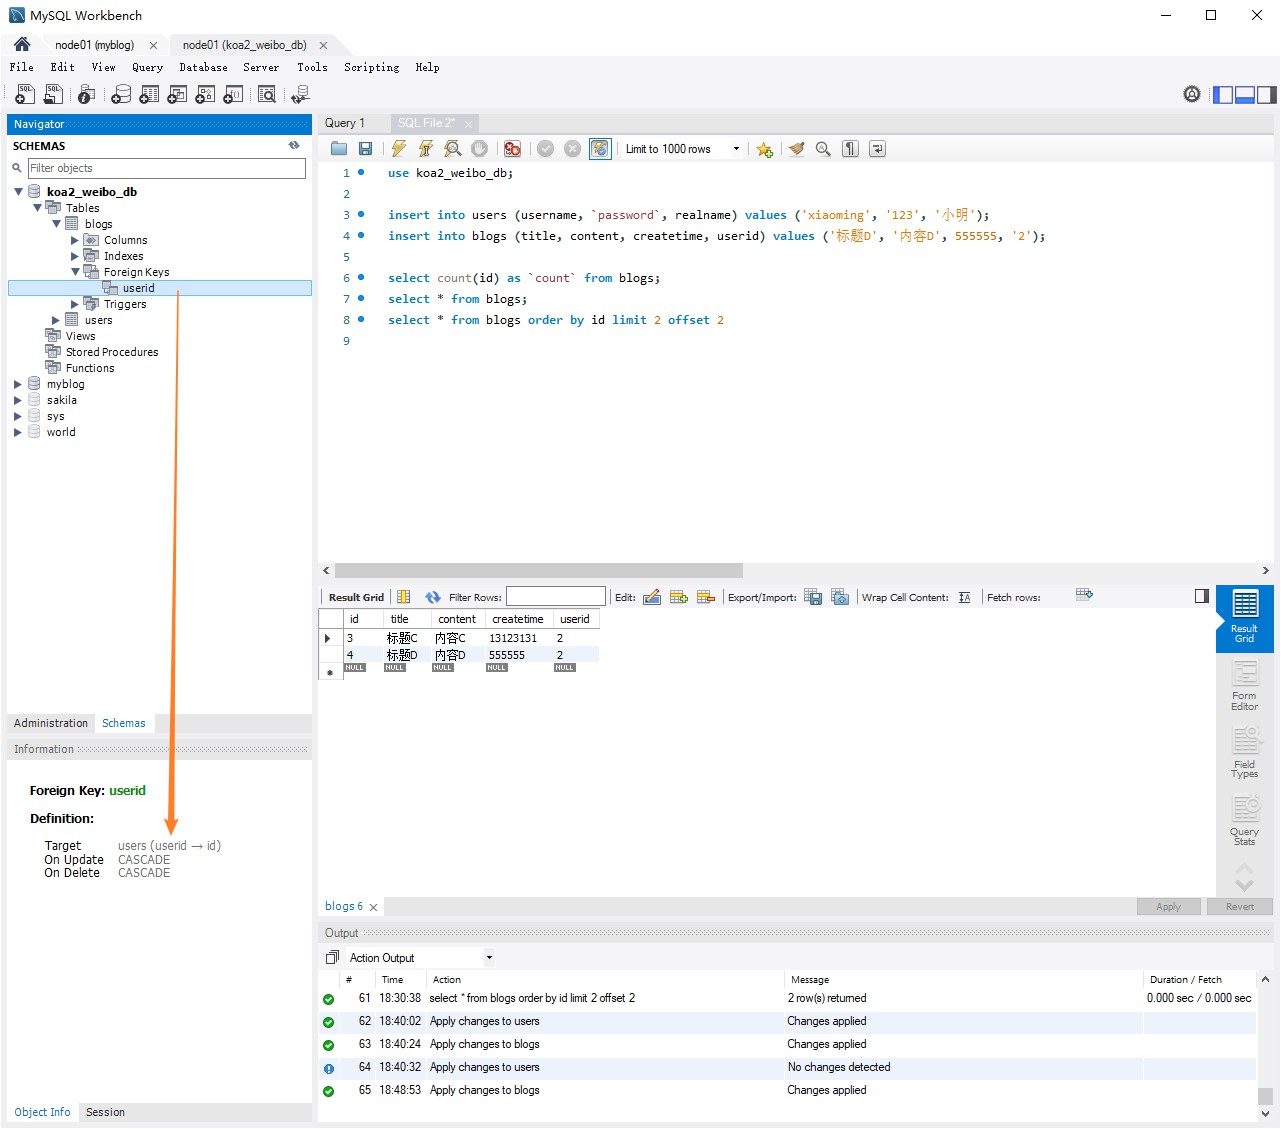 MySQL Workbench
node01 (myblog)
node01 (koa2_weibo_db)
File Edit View Query Database Server Tools Scripting Help
Navigator
SCHEMAS
Filter objects
koa2_weibo_db
Tables
blogs
Columns
Indexes
Foreign Keys
userid
Triggers
users
Views
Stored Procedures
Functions
myblog
sakila
sys
world
Administration Schemas
Information
Foreign Key: userid
Definition:
Target users (userid → id)
On Update CASCADE
On Delete CASCADE
Object Info Session
Query 1 SQL File 2*
Limit to 1000 rows
1 use koa2_weibo_db;
2
3 insert into users (username, `password`, realname) values ('xiaoming', '123', '小明');
4 insert into blogs (title, content, createtime, userid) values ('标题D', '内容D', 555555, '2');
5
6 select count(id) as `count` from blogs;
7 select * from blogs;
8 select * from blogs order by id limit 2 offset 2
9
Result Grid Filter Rows: Edit: Export/Import: Wrap Cell Content: Fetch rows:
id title content createtime userid
3 标题C 内容C 13123131 2
4 标题D 内容D 555555 2
NULL NULL NULL NULL NULL
Result
Grid
Form
Editor
Field
Types
Query
Stats
blogs 6
Apply Revert
Output
Action Output
# Time Action Message Duration / Fetch
61 18:30:38 select * from blogs order by id limit 2 offset 2 2 row(s) returned 0.000 sec / 0.000 sec
62 18:40:02 Apply changes to users Changes applied
63 18:40:24 Apply changes to blogs Changes applied
64 18:40:32 Apply changes to users No changes detected
65 18:48:53 Apply changes to blogs Changes applied